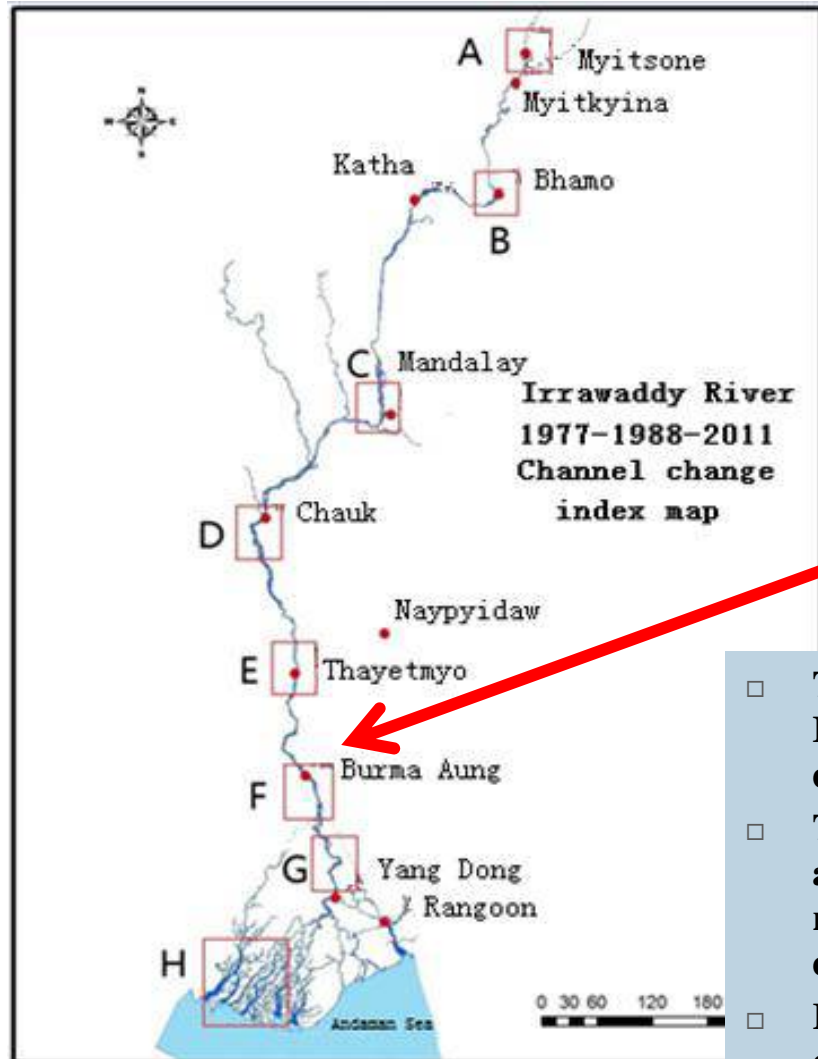 A
Myitsone
Myitkyina
N
W
E
S
Katha
Bhamo
B
C
Mandalay
Irrawaddy River
1977-1988-2011
Channel change
index map
Chauk
D
Naypyidaw
E
Thayetmyo
Burma Aung
F
G
Yang Dong
Rangoon
H
Andaman Sea
0 30 60 120 180